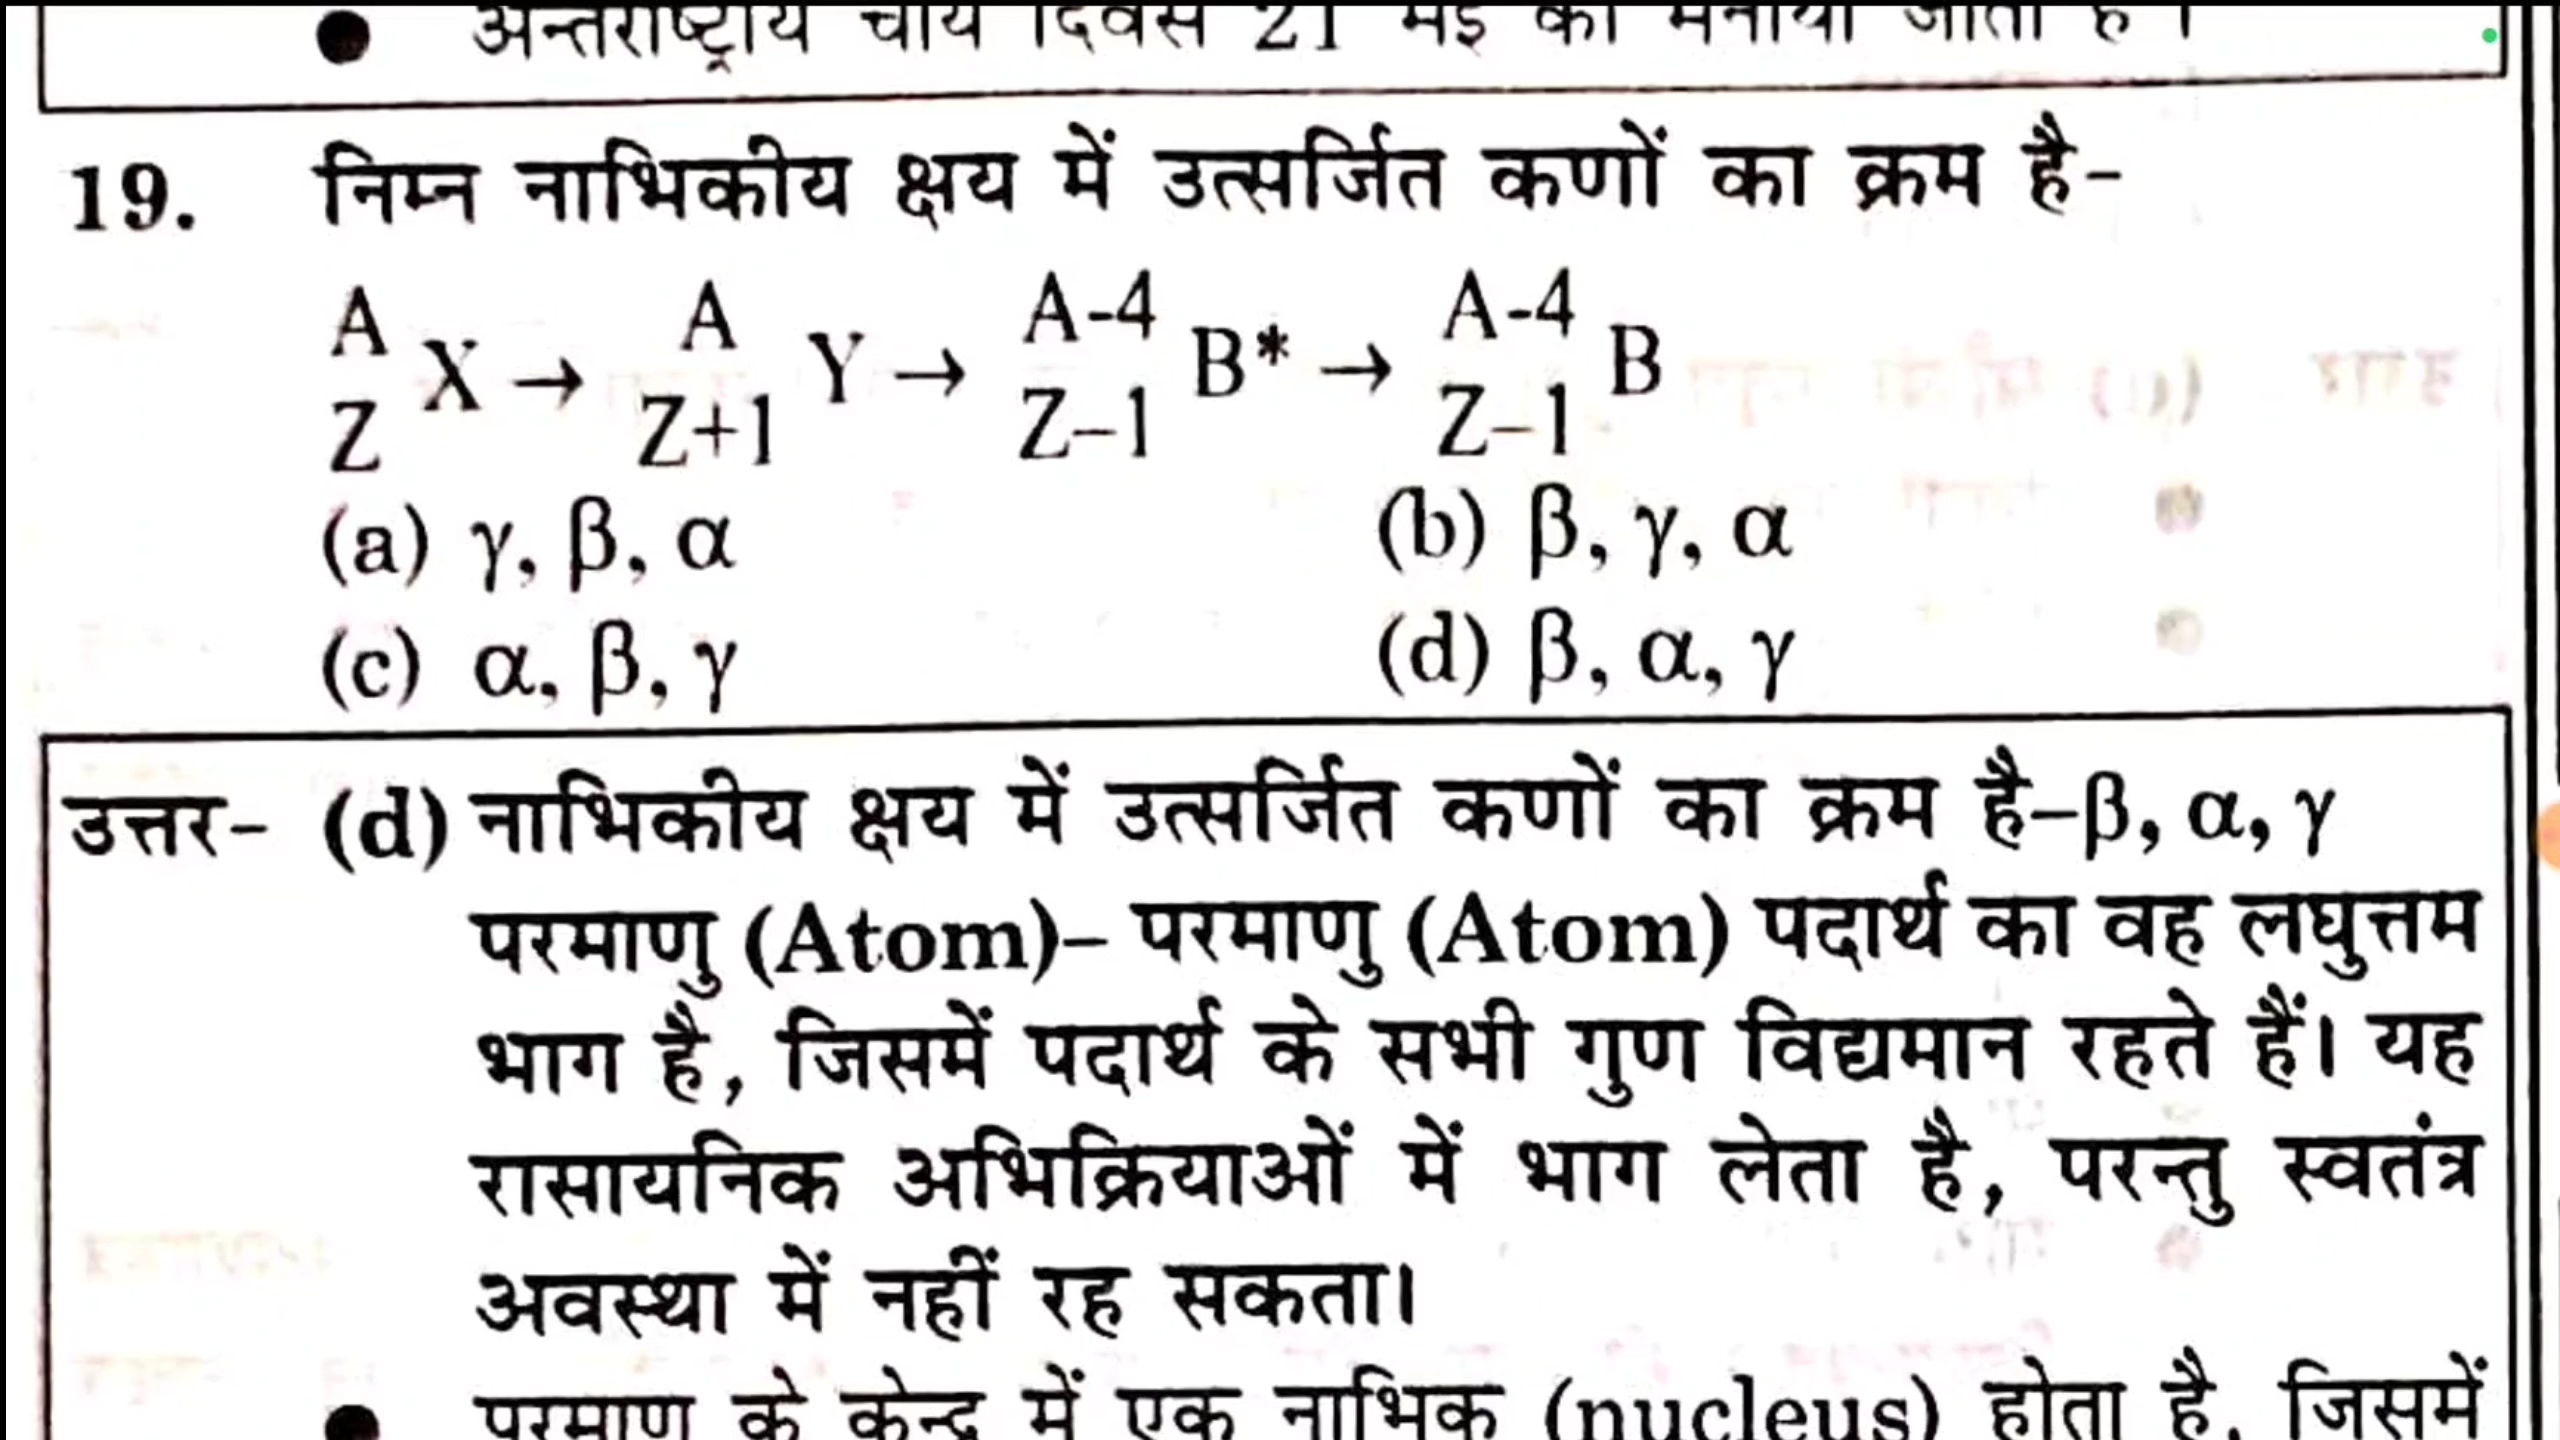 ● अन्तर्राष्ट्रीय चाय दिवस 21 मई को मनाया जाता है।
19. निम्न नाभिकीय क्षय में उत्सर्जित कणों का क्रम है-
A A A-4 A-4
X → Y → B* → B
Z Z+1 Z-1 Z-1
(a) γ, β, α (b) β, γ, α
(c) α, β, γ (d) β, α, γ
उत्तर- (d) नाभिकीय क्षय में उत्सर्जित कणों का क्रम है-β, α, γ
परमाणु (Atom)- परमाणु (Atom) पदार्थ का वह लघुत्तम
भाग है, जिसमें पदार्थ के सभी गुण विद्यमान रहते हैं। यह
रासायनिक अभिक्रियाओं में भाग लेता है, परन्तु स्वतंत्र
अवस्था में नहीं रह सकता।
● परमाणु के केन्द्र में एक नाभिक (nucleus) होता है, जिसमें